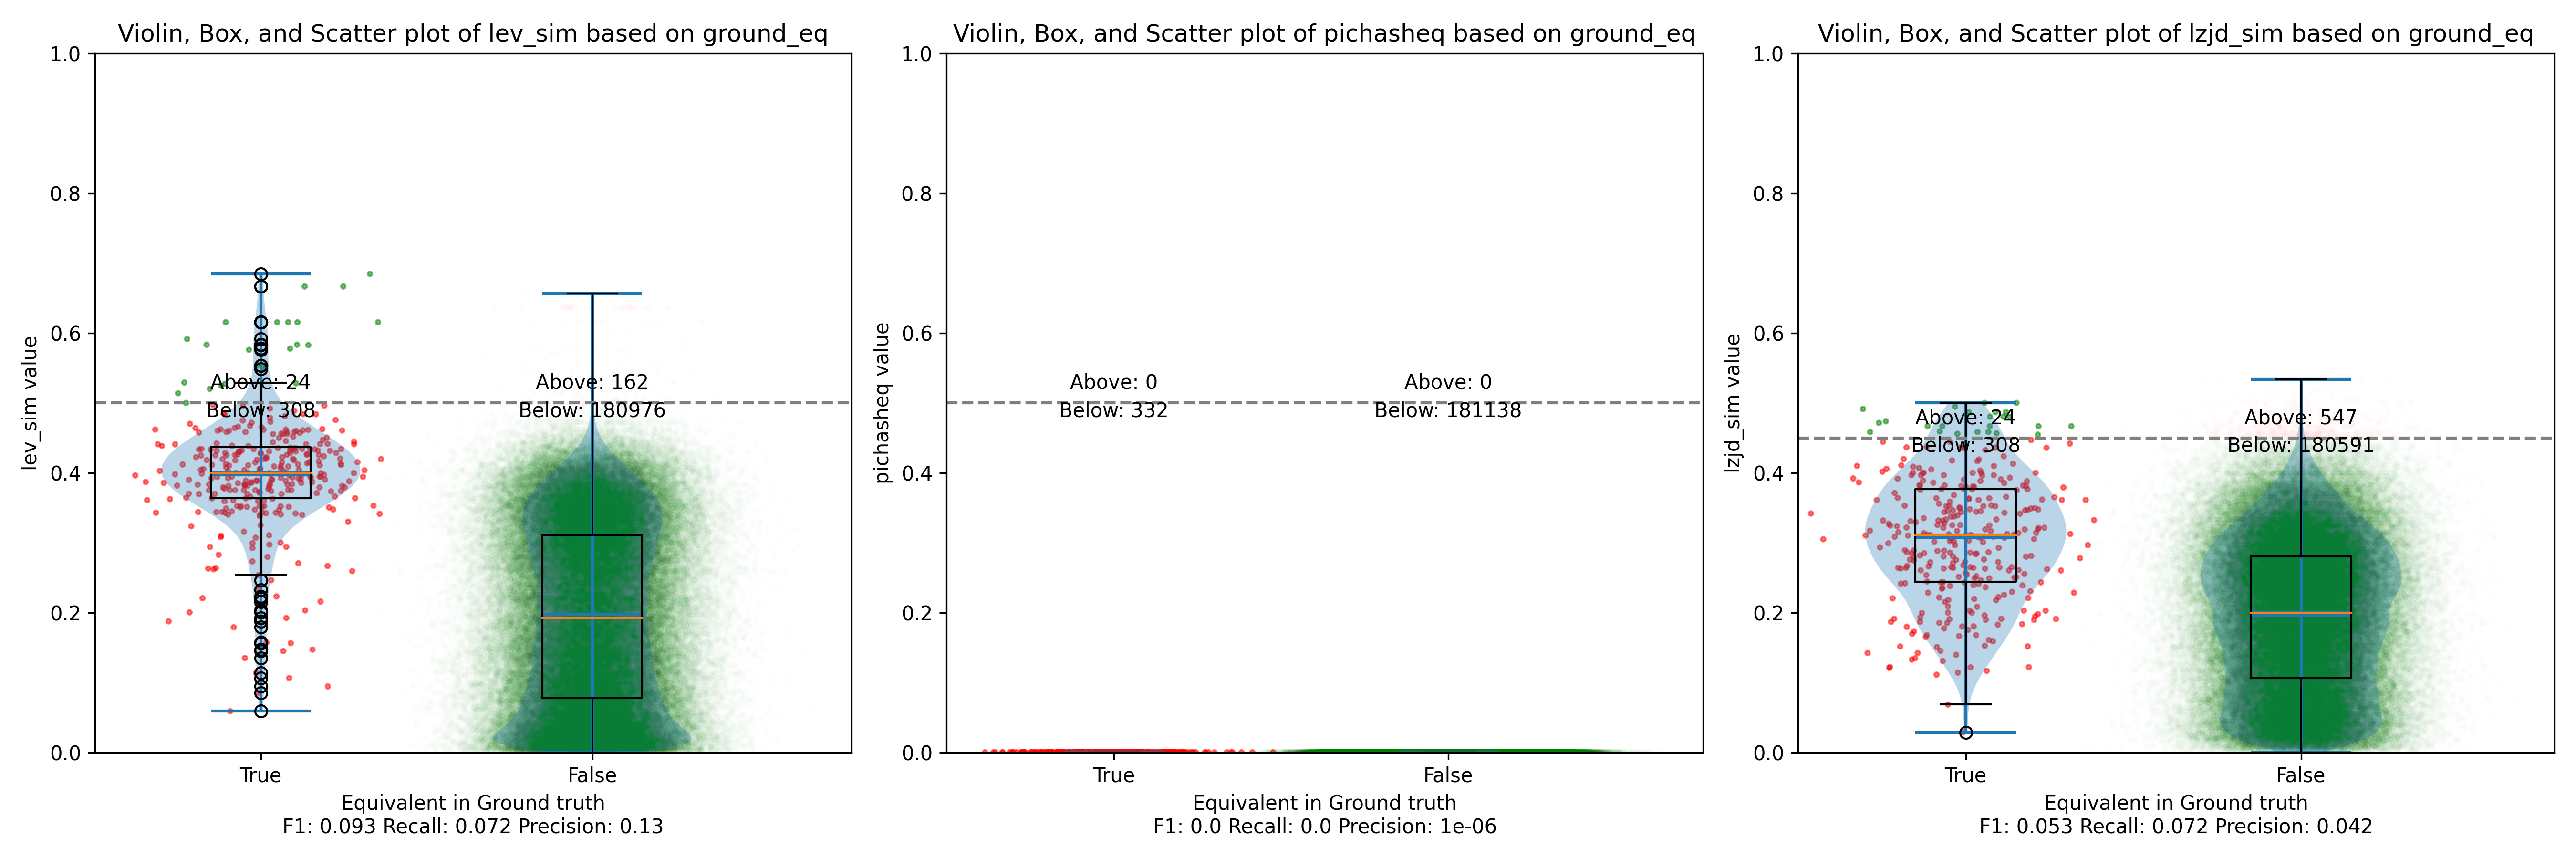 Violin, Box, and Scatter plot of lev_sim based on ground_eq
1.0
0.8
0.6
0.4
0.2
0.0
lev_sim value
Above: 24
Below: 308
Above: 162
Below: 180976
True
False
Equivalent in Ground truth
F1: 0.093 Recall: 0.072 Precision: 0.13
Violin, Box, and Scatter plot of pichasheq based on ground_eq
1.0
0.8
0.6
0.4
0.2
0.0
pichasheq value
Above: 0
Below: 332
Above: 0
Below: 181138
True
False
Equivalent in Ground truth
F1: 0.0 Recall: 0.0 Precision: 1e-06
Violin, Box, and Scatter plot of lzjd_sim based on ground_eq
1.0
0.8
0.6
0.4
0.2
0.0
lzjd_sim value
Above: 24
Below: 308
Above: 547
Below: 180591
True
False
Equivalent in Ground truth
F1: 0.053 Recall: 0.072 Precision: 0.042